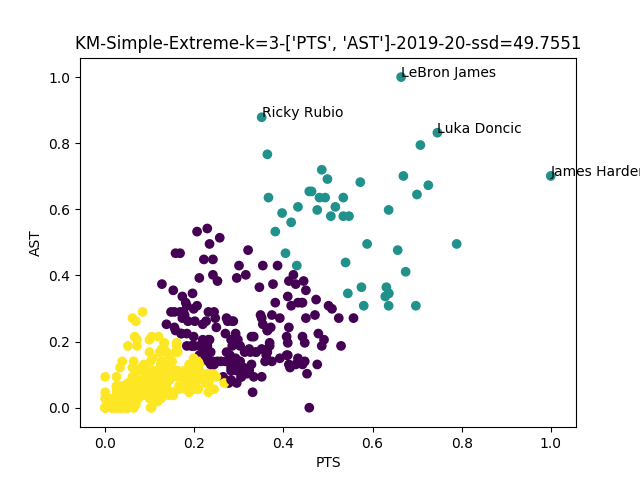 KM-Simple-Extreme-k=3-['PTS', 'AST']-2019-20-ssd=49.7551
LeBron James
Ricky Rubio
Luka Doncic
James Harde
AST
1.0
0.8
0.6
0.4
0.2
0.0
0.0 0.2 0.4 0.6 0.8 1.0
PTS